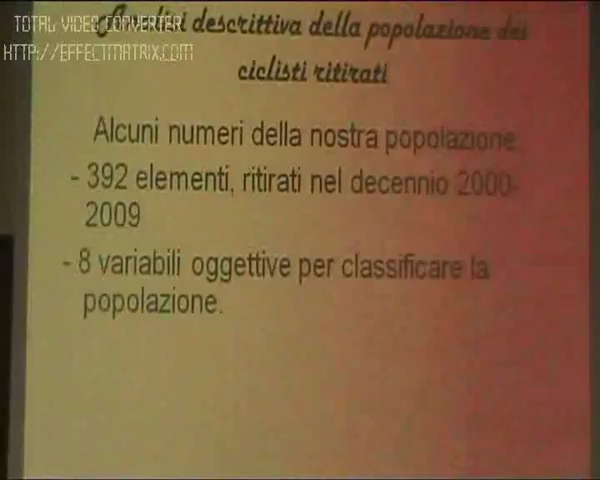 TOTAL VIDEO CONVERTER
HTTP://EFFECTMATRIX.COM
Analisi descrittiva della popolazione dei
ciclisti ritirati
Alcuni numeri della nostra popolazione
- 392 elementi, ritirati nel decennio 2000-
2009
- 8 variabili oggettive per classificare la
popolazione.